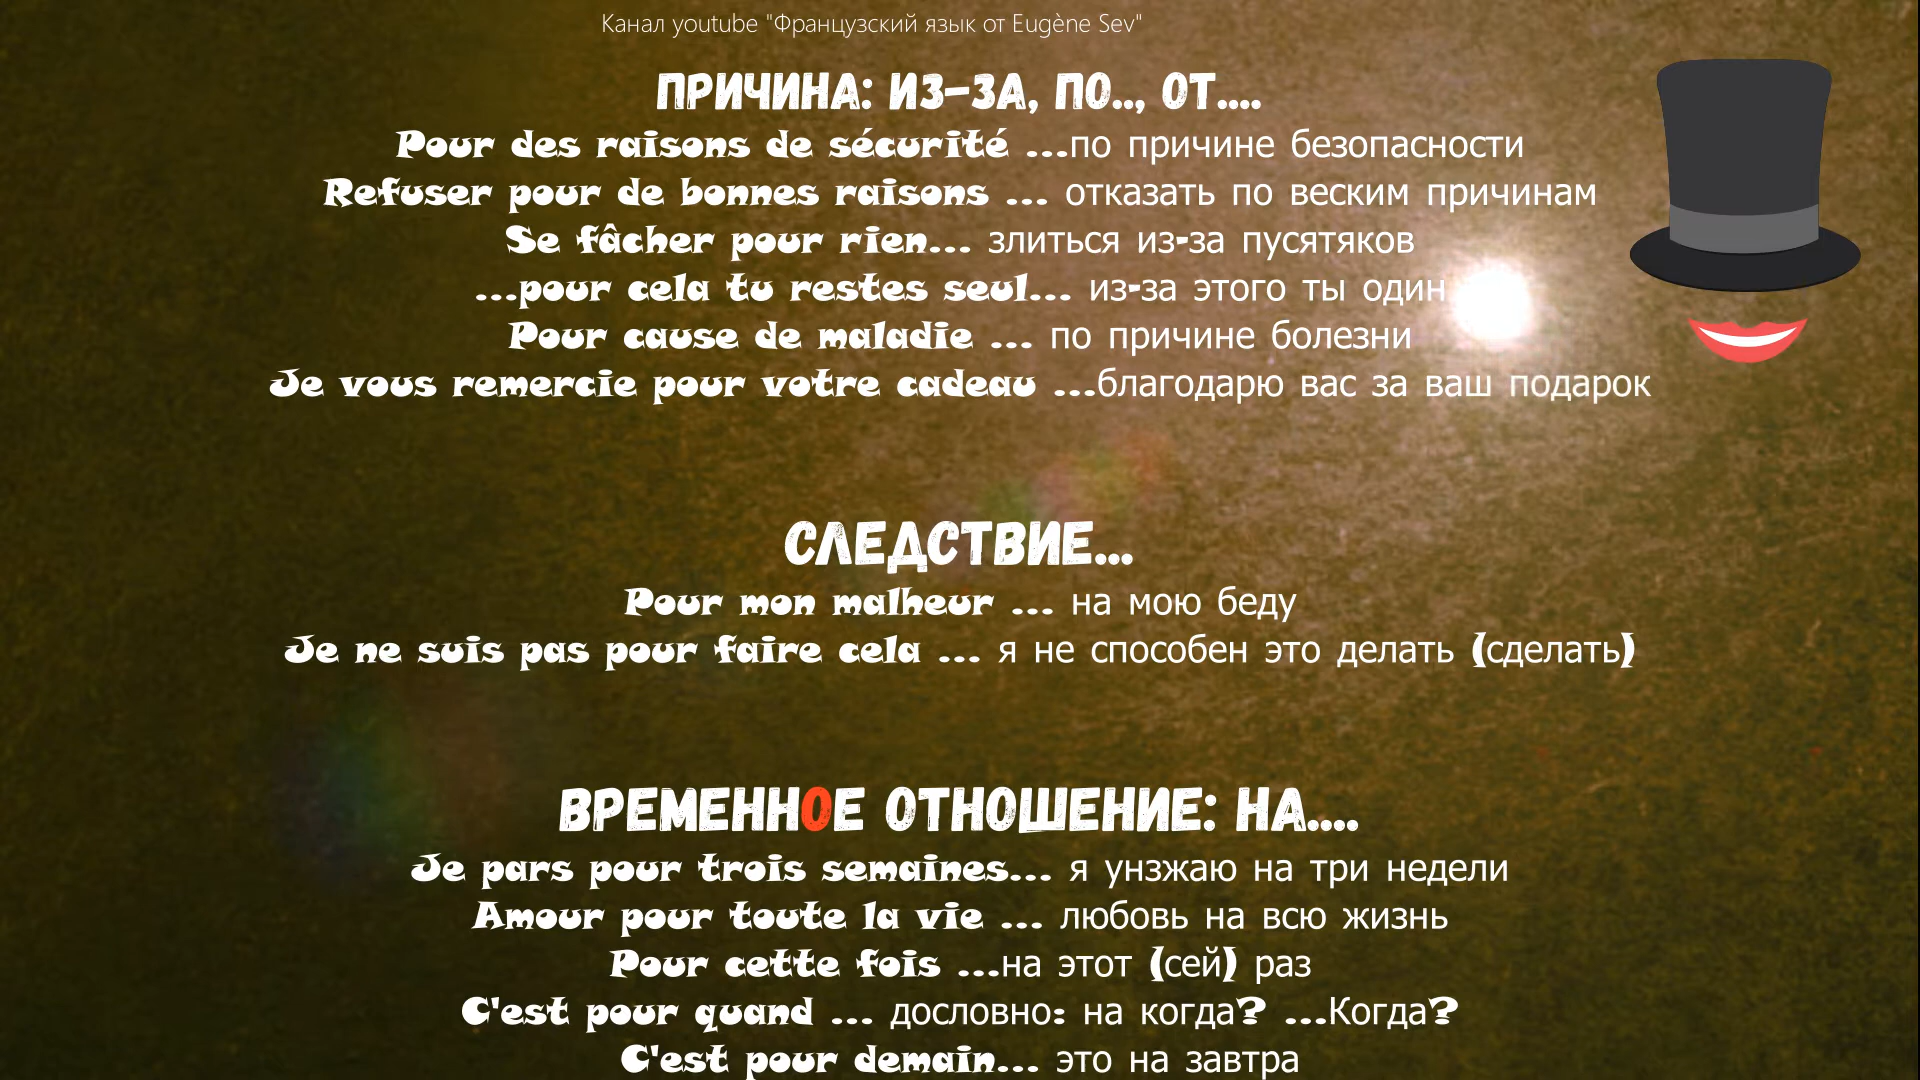 Канал youtube "Французский язык от Eugène Sev"
ПРИЧИНА: ИЗ-ЗА, ПО.., ОТ....
Pour des raisons de sécurité ...по причине безопасности
Refuser pour de bonnes raisons ... отказать по веским причинам
Se fâcher pour rien... злиться из-за пусятяков
...pour cela tu restes seul... из-за этого ты один
Pour cause de maladie ... по причине болезни
Je vous remercie pour votre cadeau ...благодарю вас за ваш подарок
СЛЕДСТВИЕ...
Pour mon malheur ... на мою беду
Je ne suis pas pour faire cela ... я не способен это делать (сделать)
ВРЕМЕННОЕ ОТНОШЕНИЕ: НА....
Je pars pour trois semaines... я унзжаю на три недели
Amour pour toute la vie ... любовь на всю жизнь
Pour cette fois ...на этот (сей) раз
C'est pour quand ... дословно: на когда? ...Когда?
C'est pour demain... это на завтра